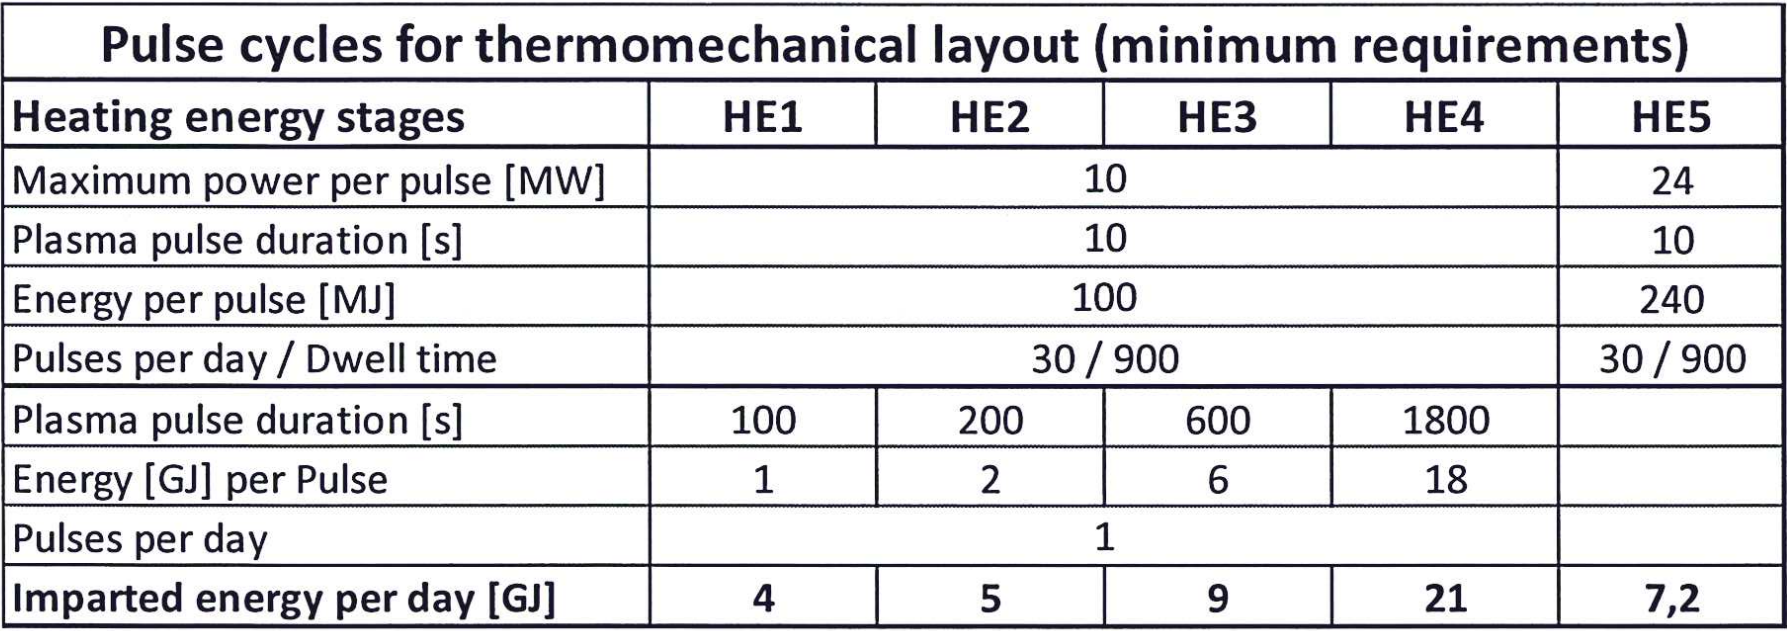 Pulse cycles for thermomechanical layout (minimum requirements)
Heating energy stages HE1 HE2 HE3 HE4 HE5
Maximum power per pulse [MW] 10 24
Plasma pulse duration [s] 10 10
Energy per pulse [MJ] 100 240
Pulses per day / Dwell time 30 / 900 30 / 900
Plasma pulse duration [s] 100 200 600 1800
Energy [GJ] per Pulse 1 2 6 18
Pulses per day 1
Imparted energy per day [GJ] 4 5 9 21 7,2